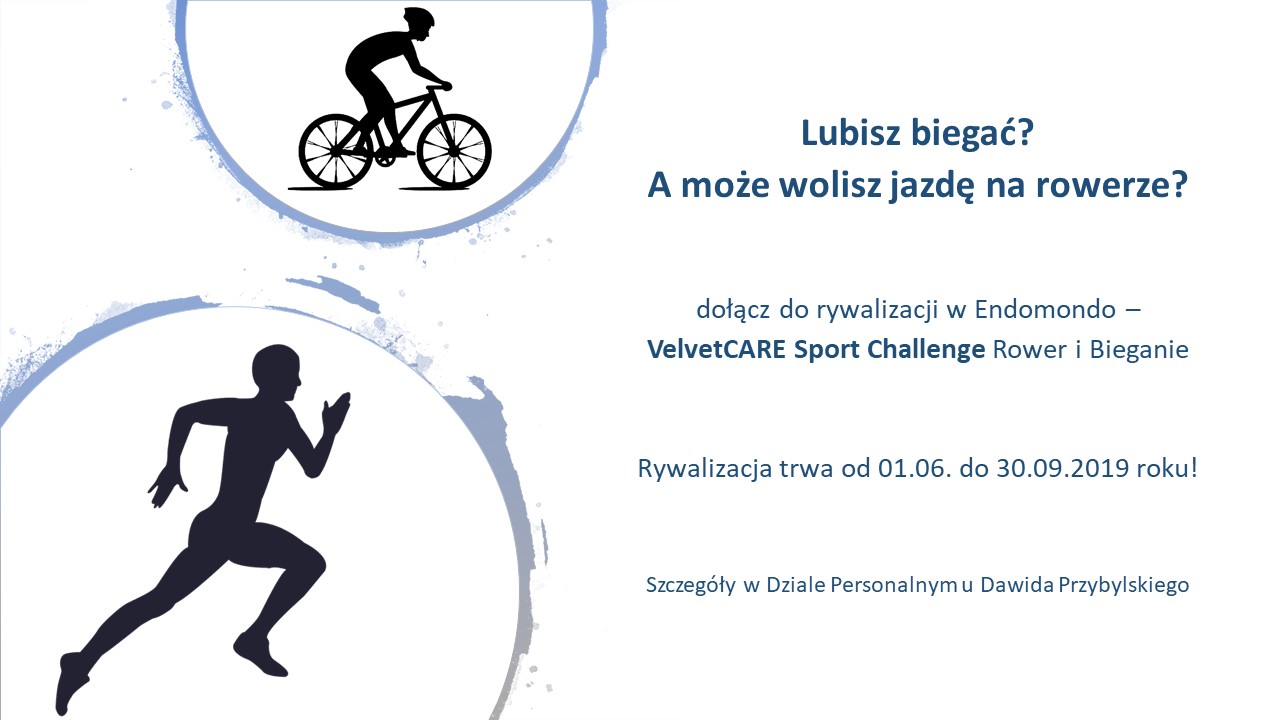 Lubisz biegać?
A może wolisz jazdę na rowerze?
dołącz do rywalizacji w Endomondo –
VelvetCARE Sport Challenge Rower i Bieganie
Rywalizacja trwa od 01.06. do 30.09.2019 roku!
Szczegóły w Dziale Personalnym u Dawida Przybylskiego